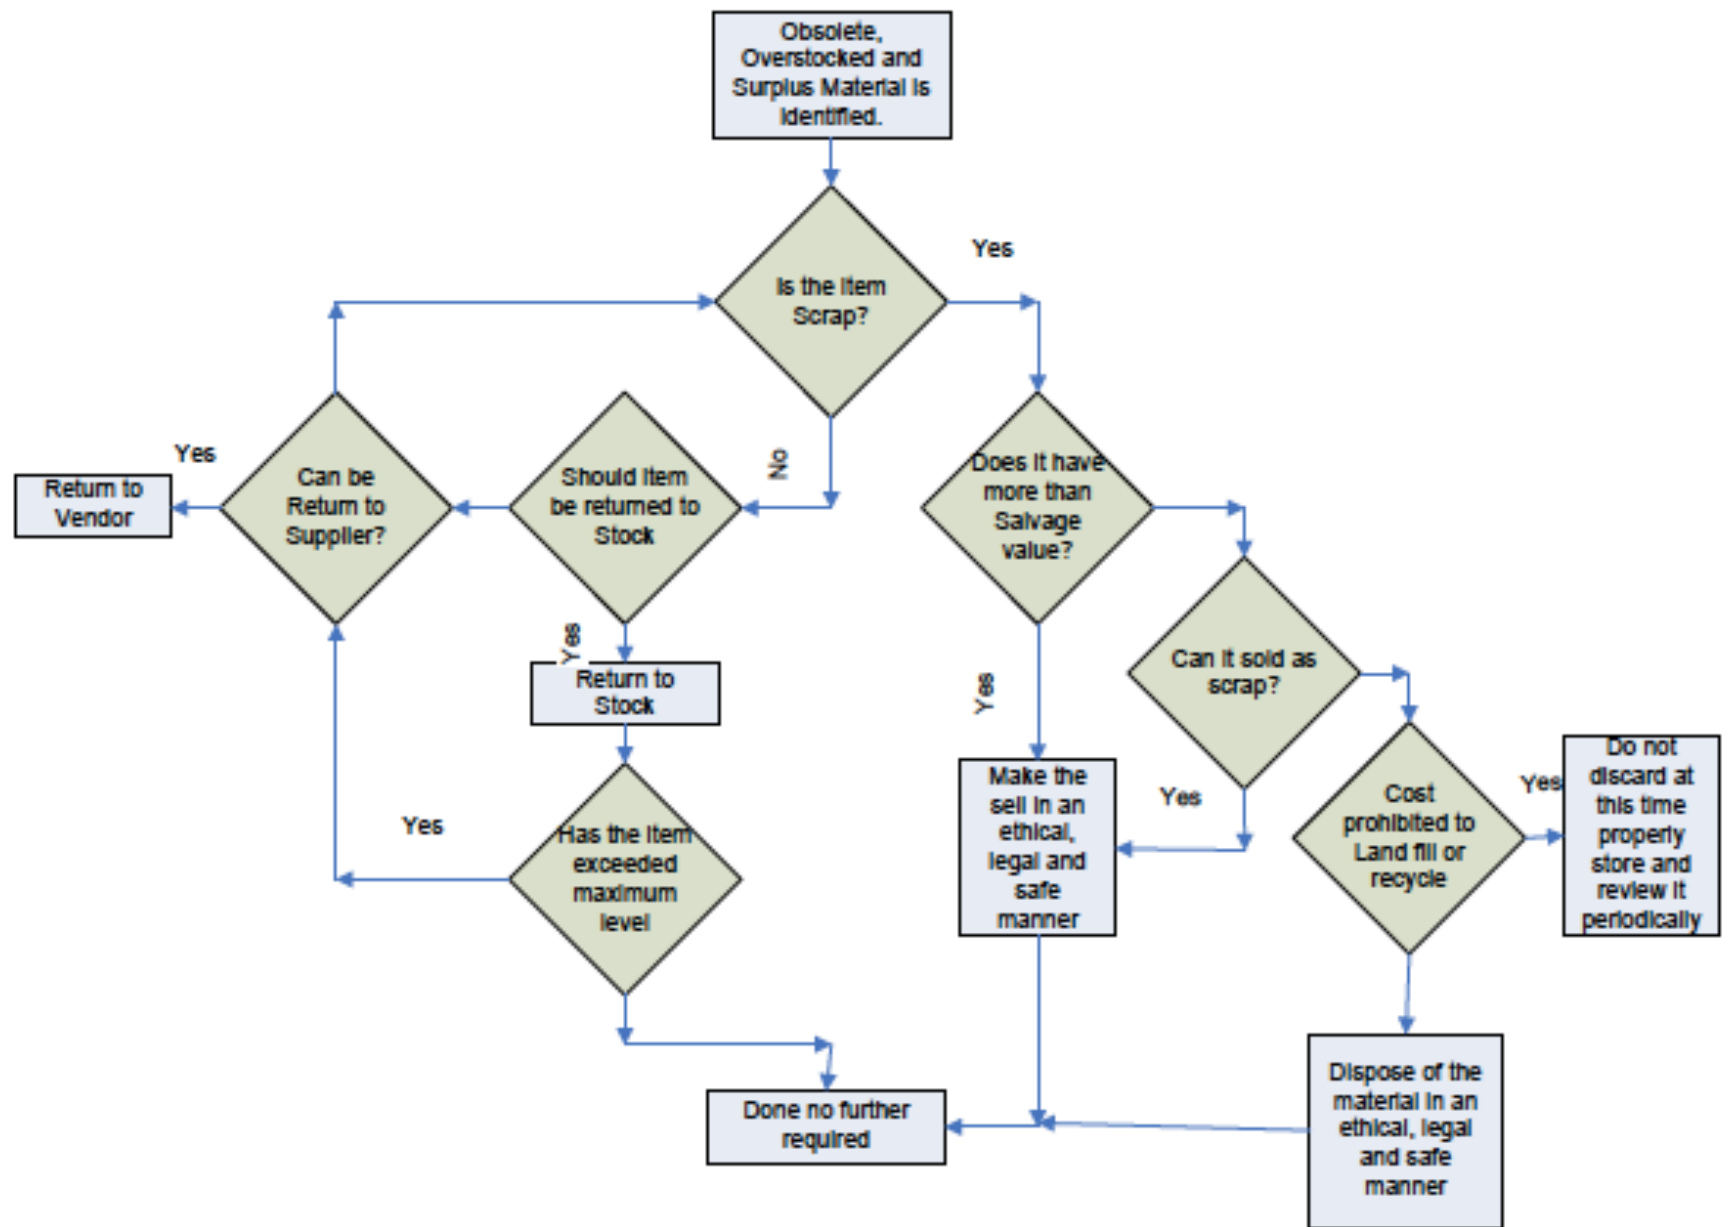 Obsolete,
Overstocked and
Surplus Material is
Identified.
Yes
Is the Item
Scrap?
Yes
Can be
Return to
Supplier?
Should Item
be returned to
Stock
No
Does it have
more than
Salvage
value?
Return to
Vendor
Yes
Return to
Stock
Can it sold as
scrap?
Yes
Make the
sell in an
ethical,
legal and
safe
manner
Yes
Cost
prohibited to
Land fill or
recycle
Yes
Do not
discard at
this time
properly
store and
review it
periodically
Yes
Has the item
exceeded
maximum
level
Done no further
required
Dispose of the
material in an
ethical, legal
and safe
manner